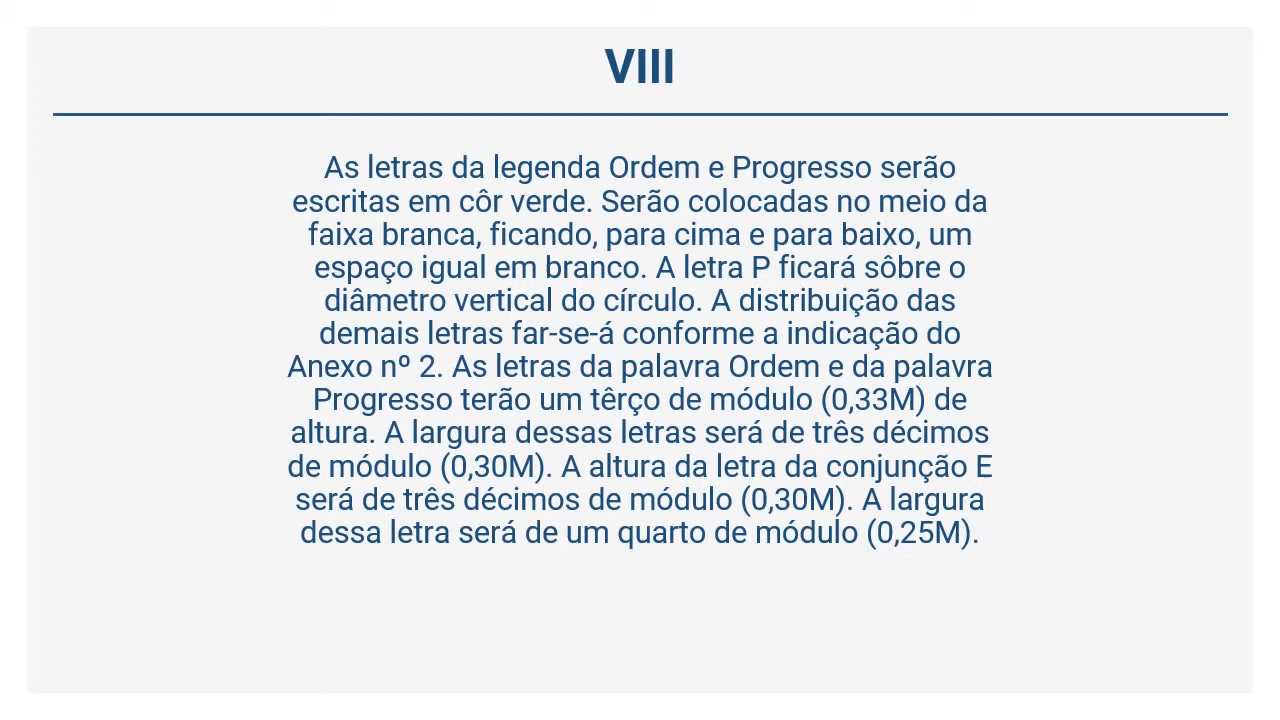 VIII
As letras da legenda Ordem e Progresso serão
escritas em côr verde. Serão colocadas no meio da
faixa branca, ficando, para cima e para baixo, um
espaço igual em branco. A letra P ficará sôbre o
diâmetro vertical do círculo. A distribuição das
demais letras far-se-á conforme a indicação do
Anexo nº 2. As letras da palavra Ordem e da palavra
Progresso terão um têrço de módulo (0,33M) de
altura. A largura dessas letras será de três décimos
de módulo (0,30M). A altura da letra da conjunção E
será de três décimos de módulo (0,30M). A largura
dessa letra será de um quarto de módulo (0,25M).